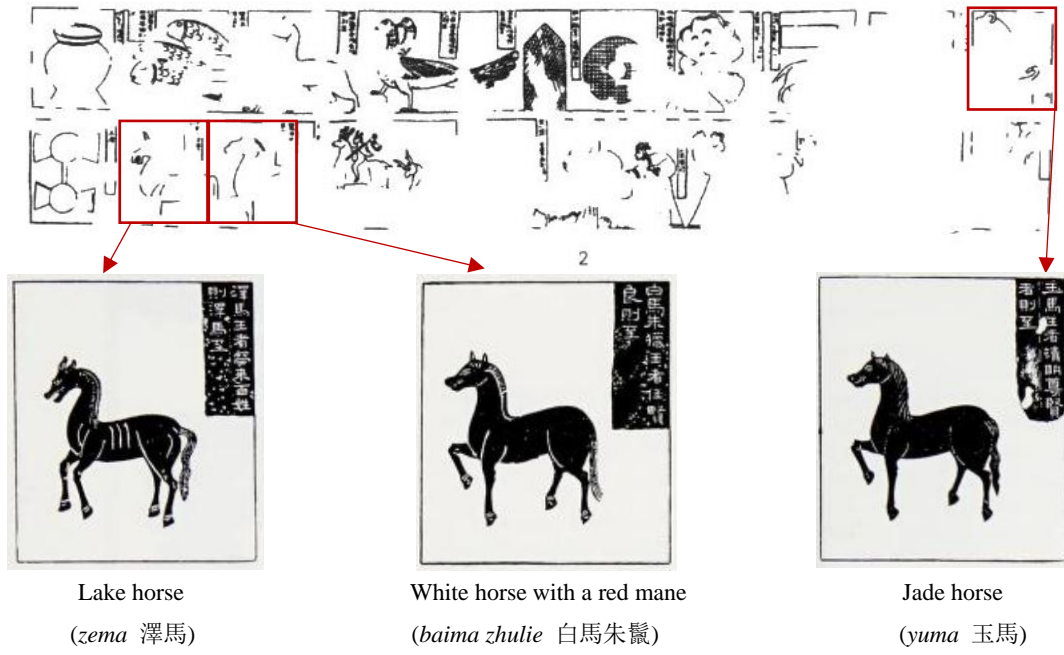 2
澤馬王者勞來百姓
則澤馬至
白馬朱鬣王者任賢
良則至
玉馬王者清明尊賢
者則至
Lake horse
(zema 澤馬)
White horse with a red mane
(baima zhulie 白馬朱鬣)
Jade horse
(yuma 玉馬)